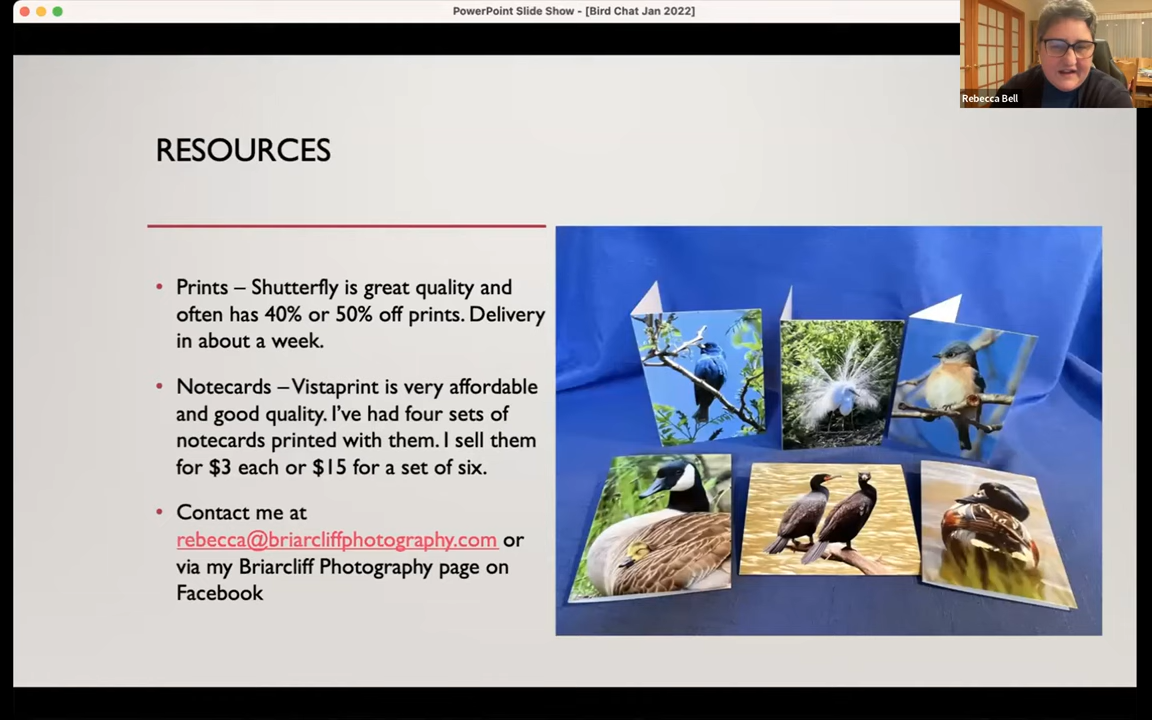 PowerPoint Slide Show - [Bird Chat Jan 2022]
Rebecca Bell
RESOURCES
• Prints – Shutterfly is great quality and
often has 40% or 50% off prints. Delivery
in about a week.
• Notecards – Vistaprint is very affordable
and good quality. I’ve had four sets of
notecards printed with them. I sell them
for $3 each or $15 for a set of six.
• Contact me at
rebecca@briarcliffphotography.com or
via my Briarcliff Photography page on
Facebook